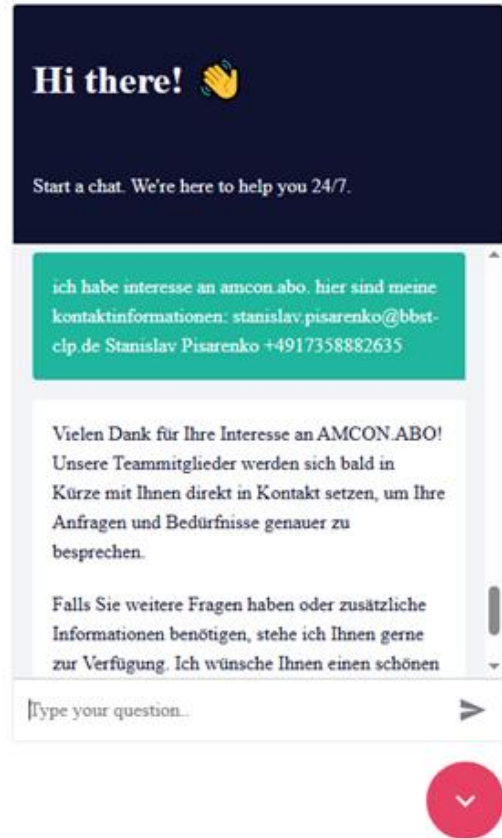 Hi there! 👋
Start a chat. We're here to help you 24/7.
ich habe interesse an amcon.abo. hier sind meine
kontaktinformationen: stanislav.pisarenko@bbst-
clp.de Stanislav Pisarenko +4917358882635
Vielen Dank für Ihre Interesse an AMCON.ABO!
Unsere Teammitglieder werden sich bald in
Kürze mit Ihnen direkt in Kontakt setzen, um Ihre
Anfragen und Bedürfnisse genauer zu
besprechen.
Falls Sie weitere Fragen haben oder zusätzliche
Informationen benötigen, stehe ich Ihnen gerne
zur Verfügung. Ich wünsche Ihnen einen schönen
Type your question..